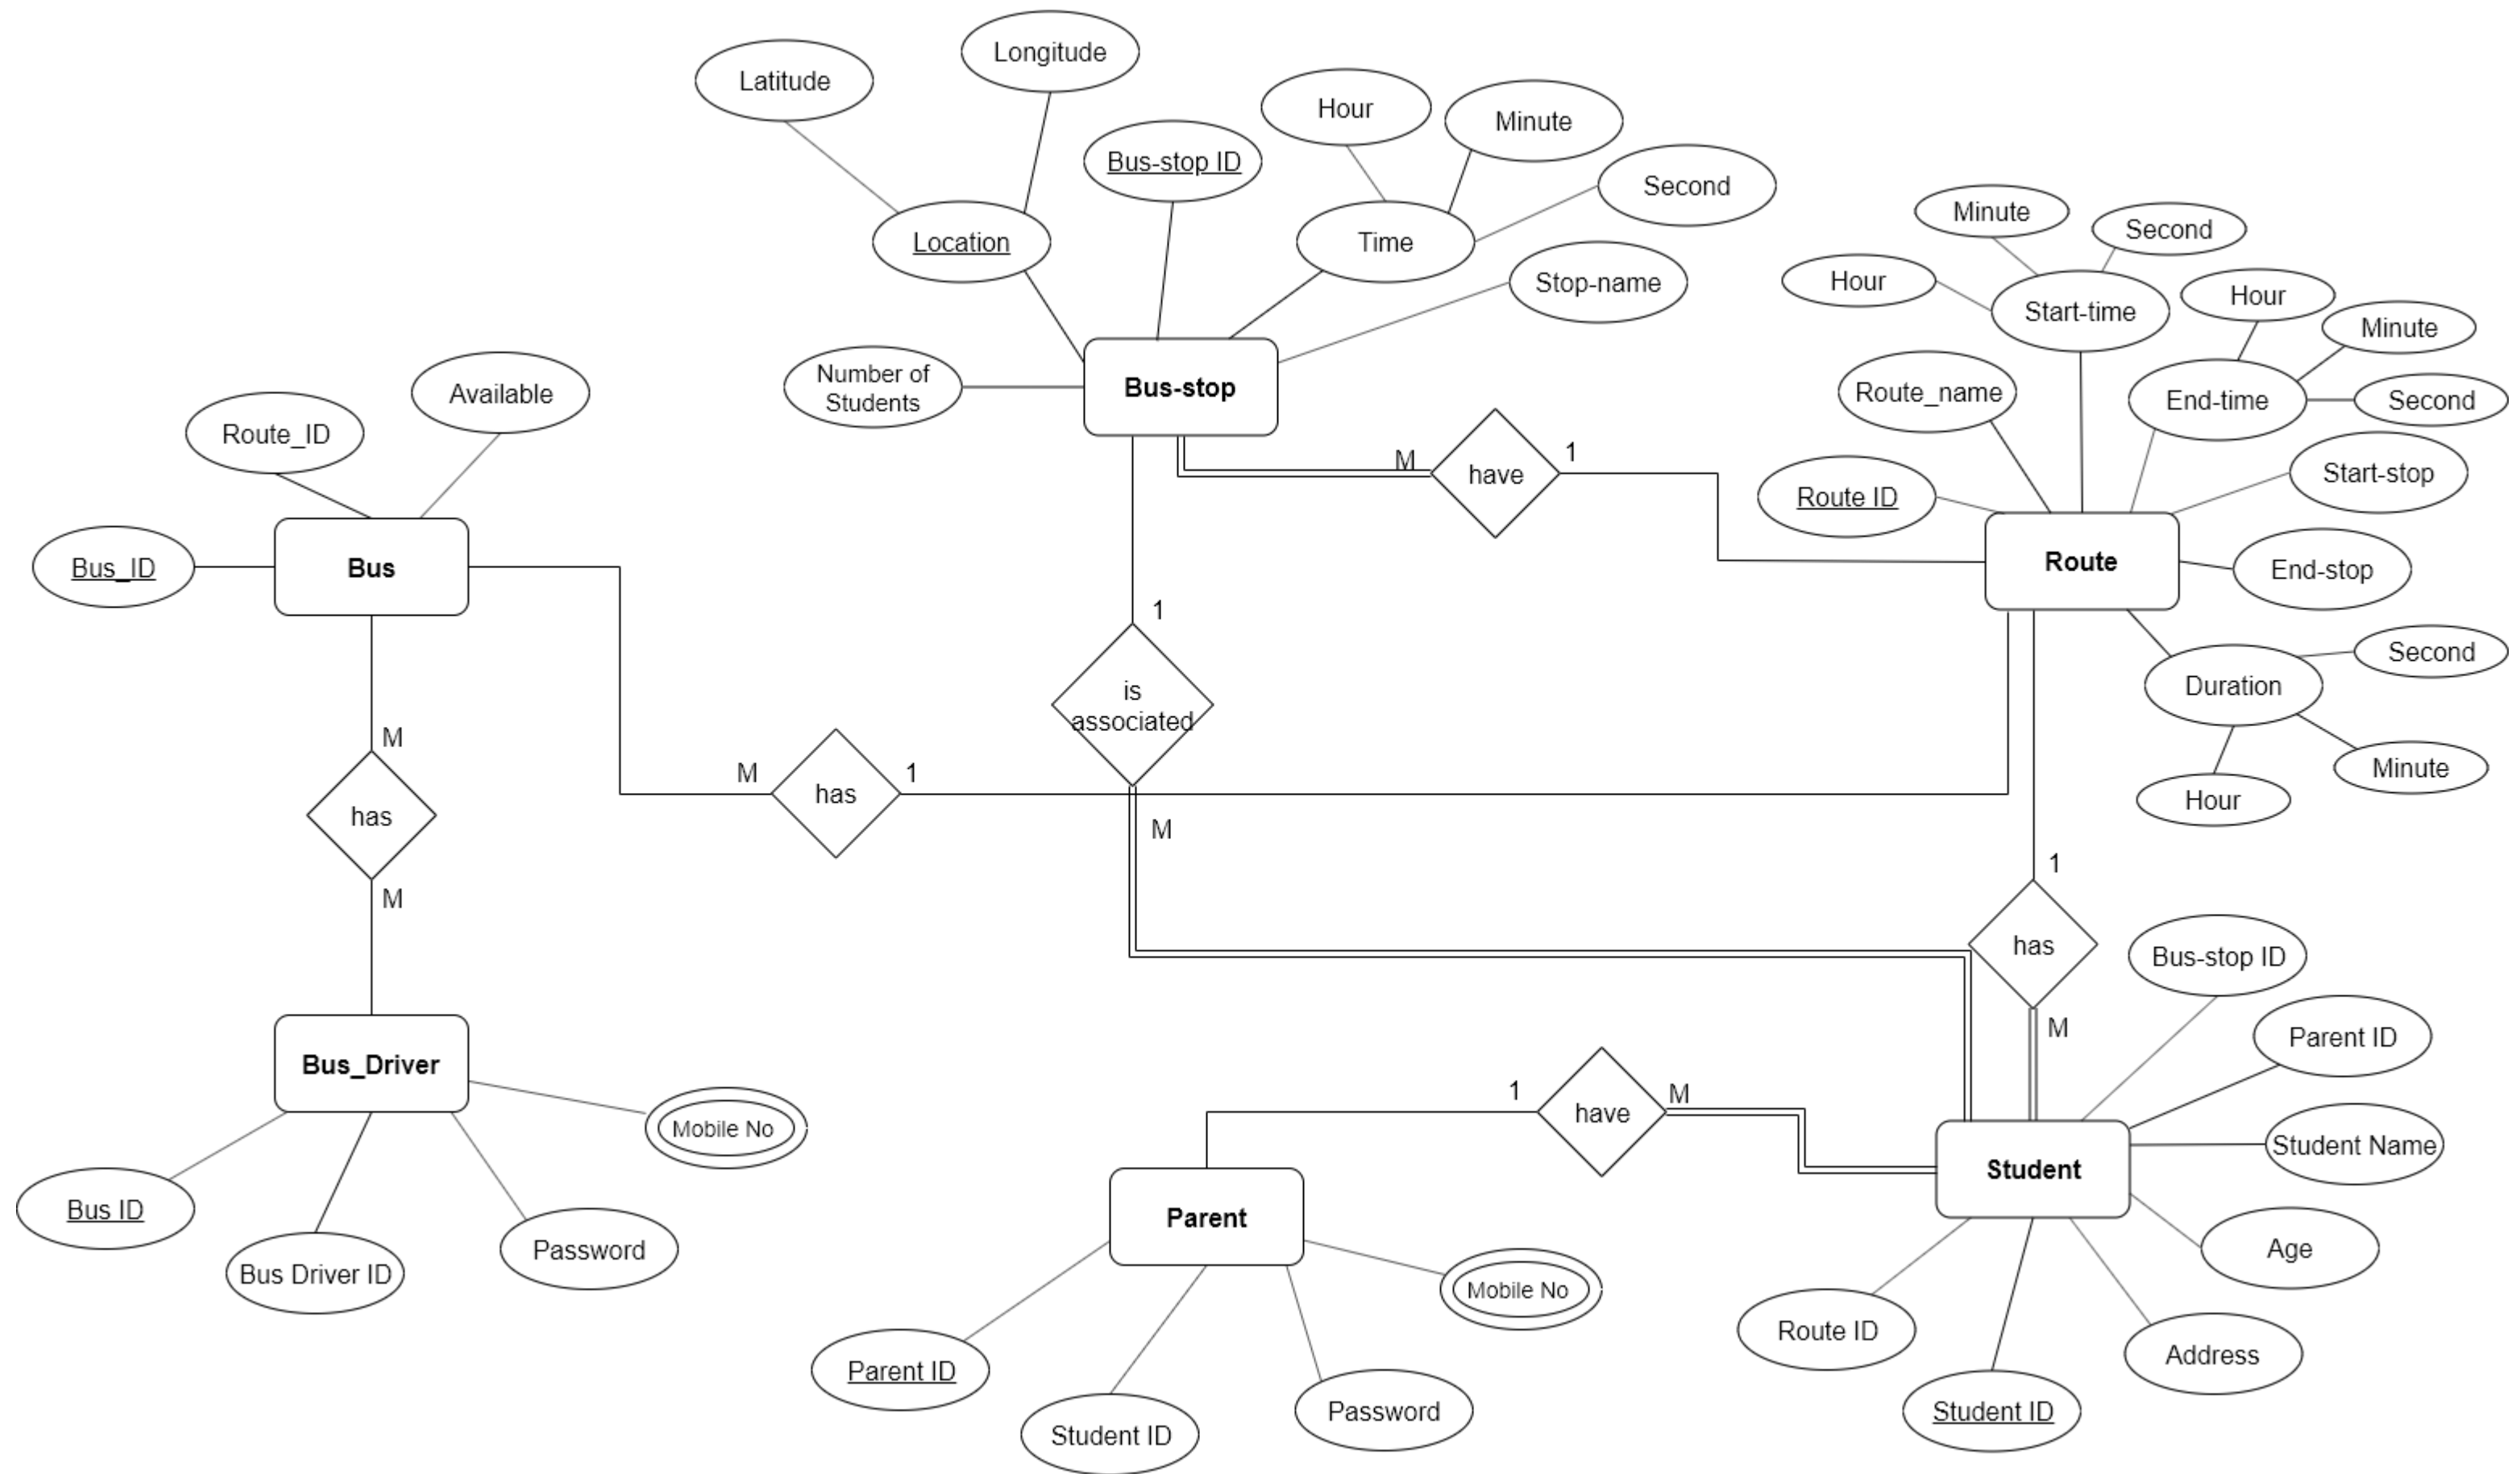 Longitude
Latitude
Hour
Minute
Bus-stop ID
Second
Location
Time
Stop-name
Minute
Second
Hour
Start-time
Hour
Minute
Number of
Students
Bus-stop
Route_name
End-time
Second
Available
Route_ID
M
have
1
Start-stop
Route ID
Bus_ID
Bus
Route
End-stop
1
Second
Duration
is
associated
M
has
M
M
has
1
Minute
Hour
M
M
1
has
Bus-stop ID
M
Parent ID
Bus_Driver
1
have
M
Mobile No
Student Name
Student
Bus ID
Parent
Password
Age
Bus Driver ID
Mobile No
Route ID
Address
Parent ID
Password
Student ID
Student ID